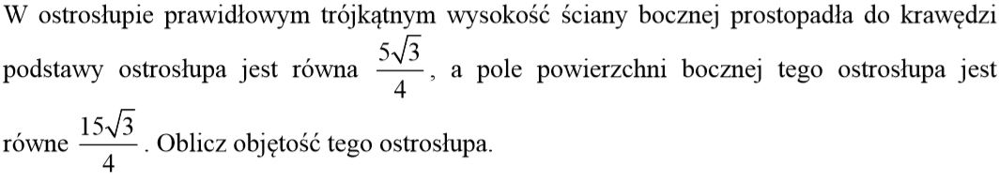 W ostrosłupie prawidłowym trójkątnym wysokość ściany bocznej prostopadła do krawędzi
podstawy ostrosłupa jest równa \frac{5\sqrt{3}}{4}, a pole powierzchni bocznej tego ostrosłupa jest
równe \frac{15\sqrt{3}}{4}. Oblicz objętość tego ostrosłupa.